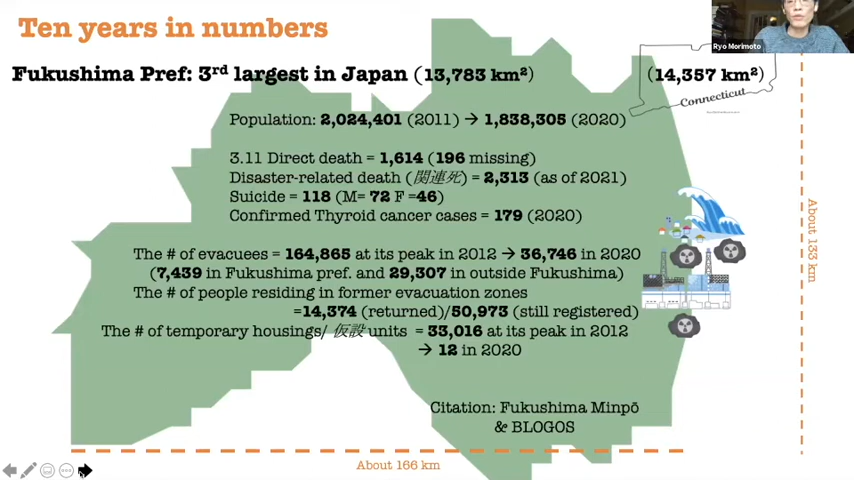 Ten years in numbers
Ryo Morimoto
Fukushima Pref: 3rd largest in Japan (13,783 km²)
(14,357 km²)
Connecticut
Population: 2,024,401 (2011) → 1,838,305 (2020)
3.11 Direct death = 1,614 (196 missing)
Disaster-related death (関連死) = 2,313 (as of 2021)
Suicide = 118 (M= 72 F =46)
Confirmed Thyroid cancer cases = 179 (2020)
The # of evacuees = 164,865 at its peak in 2012 → 36,746 in 2020
(7,439 in Fukushima pref. and 29,307 in outside Fukushima)
The # of people residing in former evacuation zones
=14,374 (returned)/50,973 (still registered)
The # of temporary housings/ 仮設 units = 33,016 at its peak in 2012
→ 12 in 2020
Citation: Fukushima Minpō
& BLOGOS
About 133 km
About 166 km